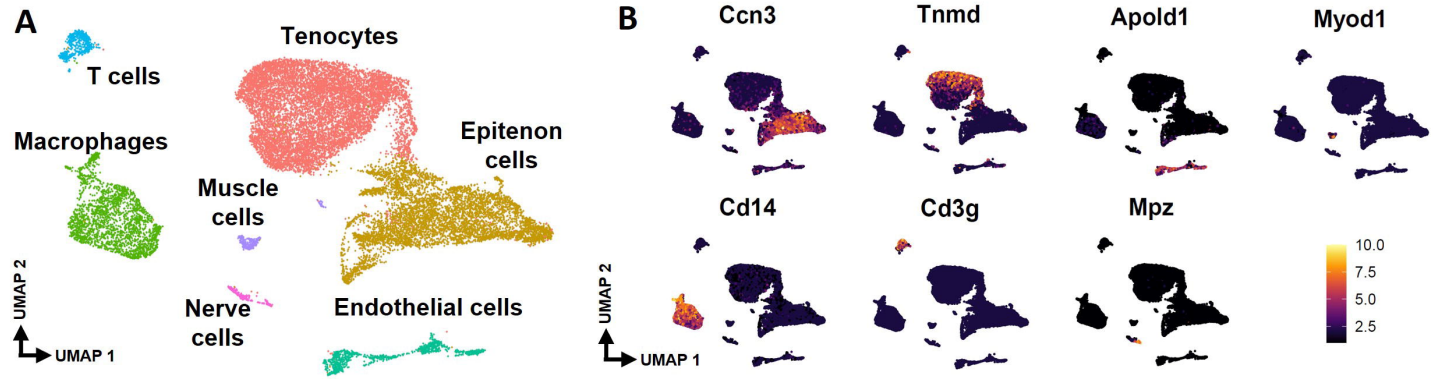 A
Tenocytes
T cells
Macrophages
Epitenon
cells
Muscle
cells
Nerve
cells
Endothelial cells
UMAP 2
UMAP 1
B
Ccn3
Tnmd
Apold1
Myod1
Cd14
Cd3g
Mpz
10.0
7.5
5.0
2.5
UMAP 2
UMAP 1